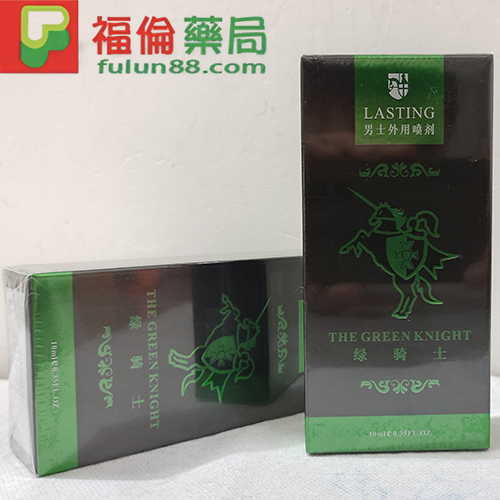 福倫藥局
fulun88.com
LASTING
男士外用喷剂
THE GREEN KNIGHT
绿骑士
10ml℮0.35FL.OZ
THE GREEN KNIGHT
绿骑士
10ml℮0.35FL.OZ